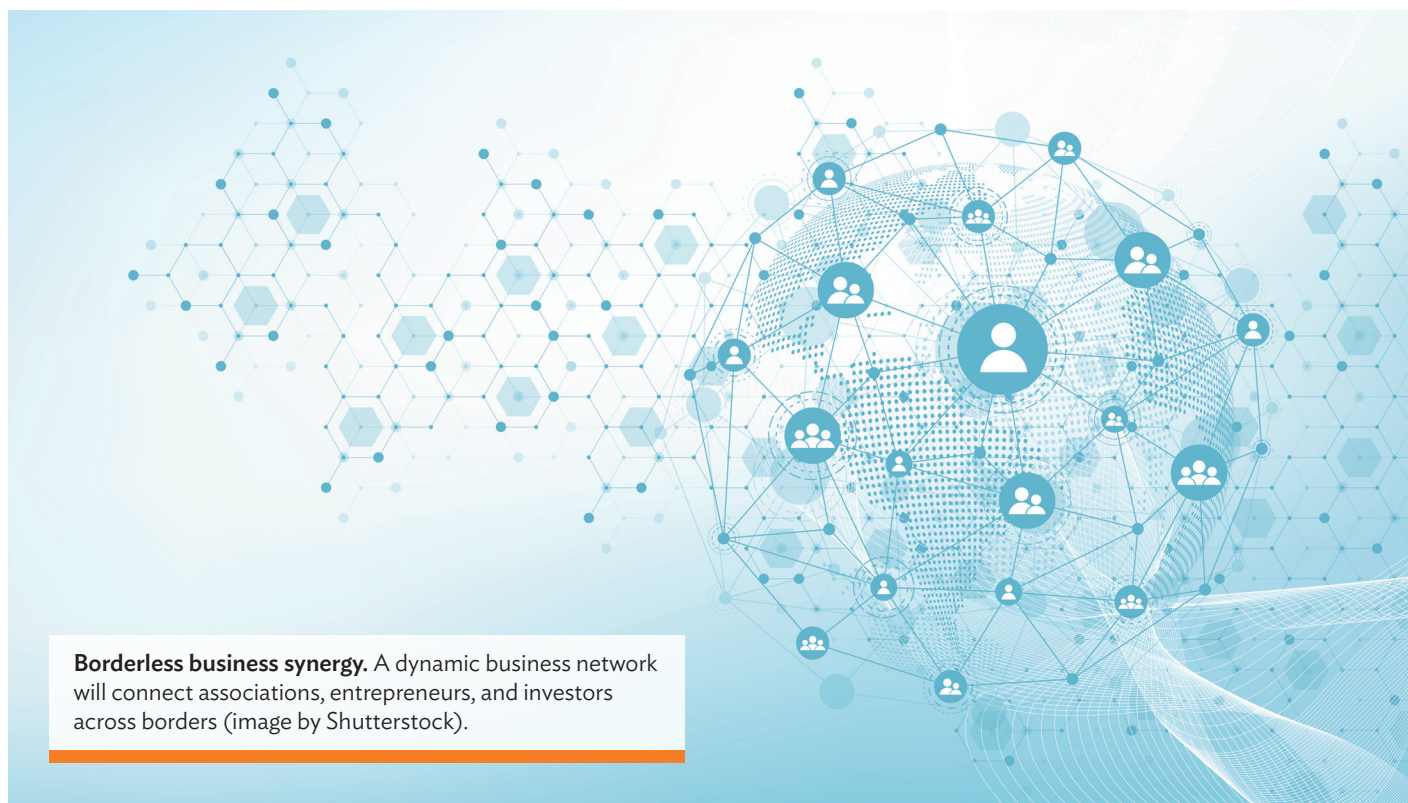 Borderless business synergy. A dynamic business network
will connect associations, entrepreneurs, and investors
across borders (image by Shutterstock).